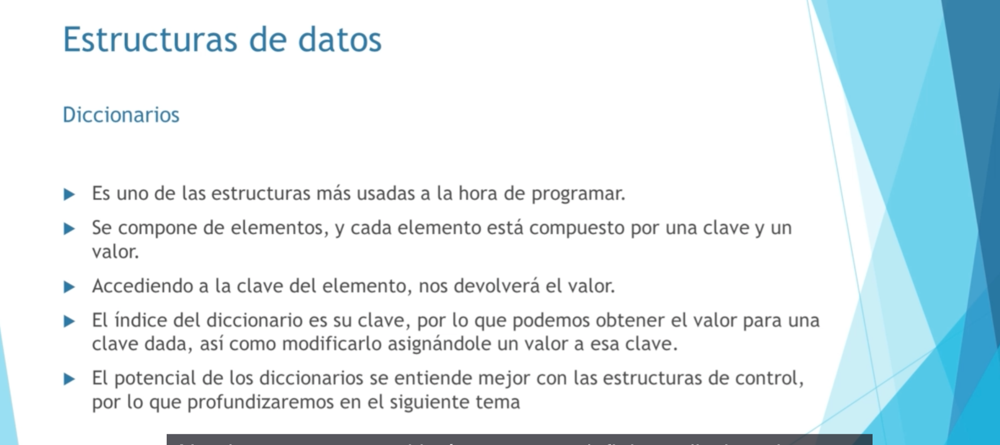 Estructuras de datos
Diccionarios
Es uno de las estructuras más usadas a la hora de programar.
Se compone de elementos, y cada elemento está compuesto por una clave y un
valor.
Accediendo a la clave del elemento, nos devolverá el valor.
El índice del diccionario es su clave, por lo que podemos obtener el valor para una
clave dada, así como modificarlo asignándole un valor a esa clave.
El potencial de los diccionarios se entiende mejor con las estructuras de control,
por lo que profundizaremos en el siguiente tema